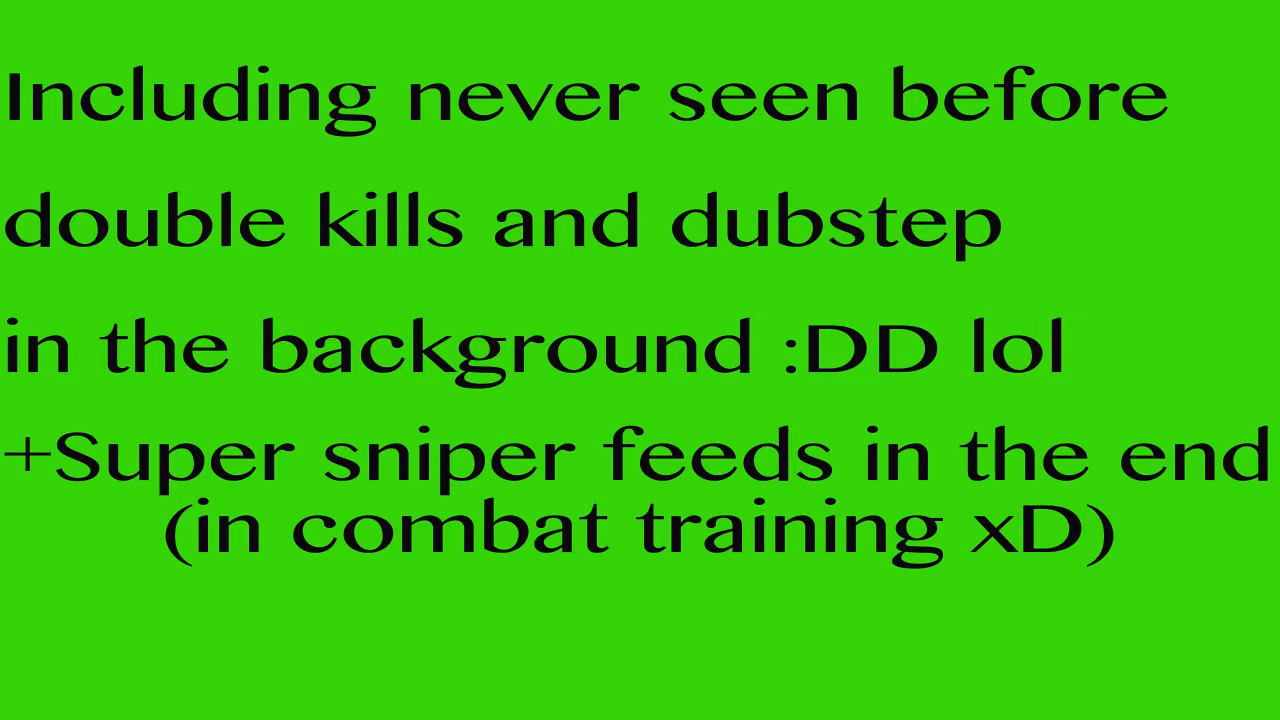 Including never seen before
double kills and dubstep
in the background :DD lol
+Super sniper feeds in the end
(in combat training xD)